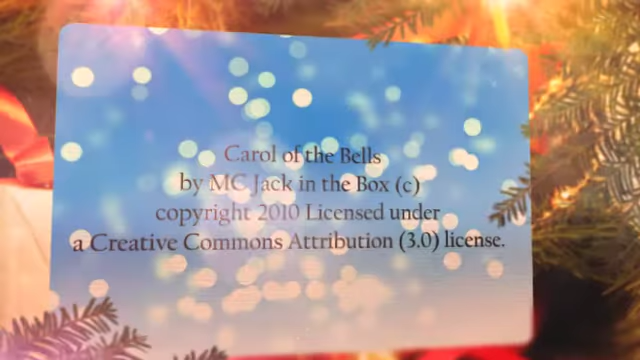 Carol of the Bells
by MC Jack in the Box (c)
copyright 2010 Licensed under
a Creative Commons Attribution (3.0) license.